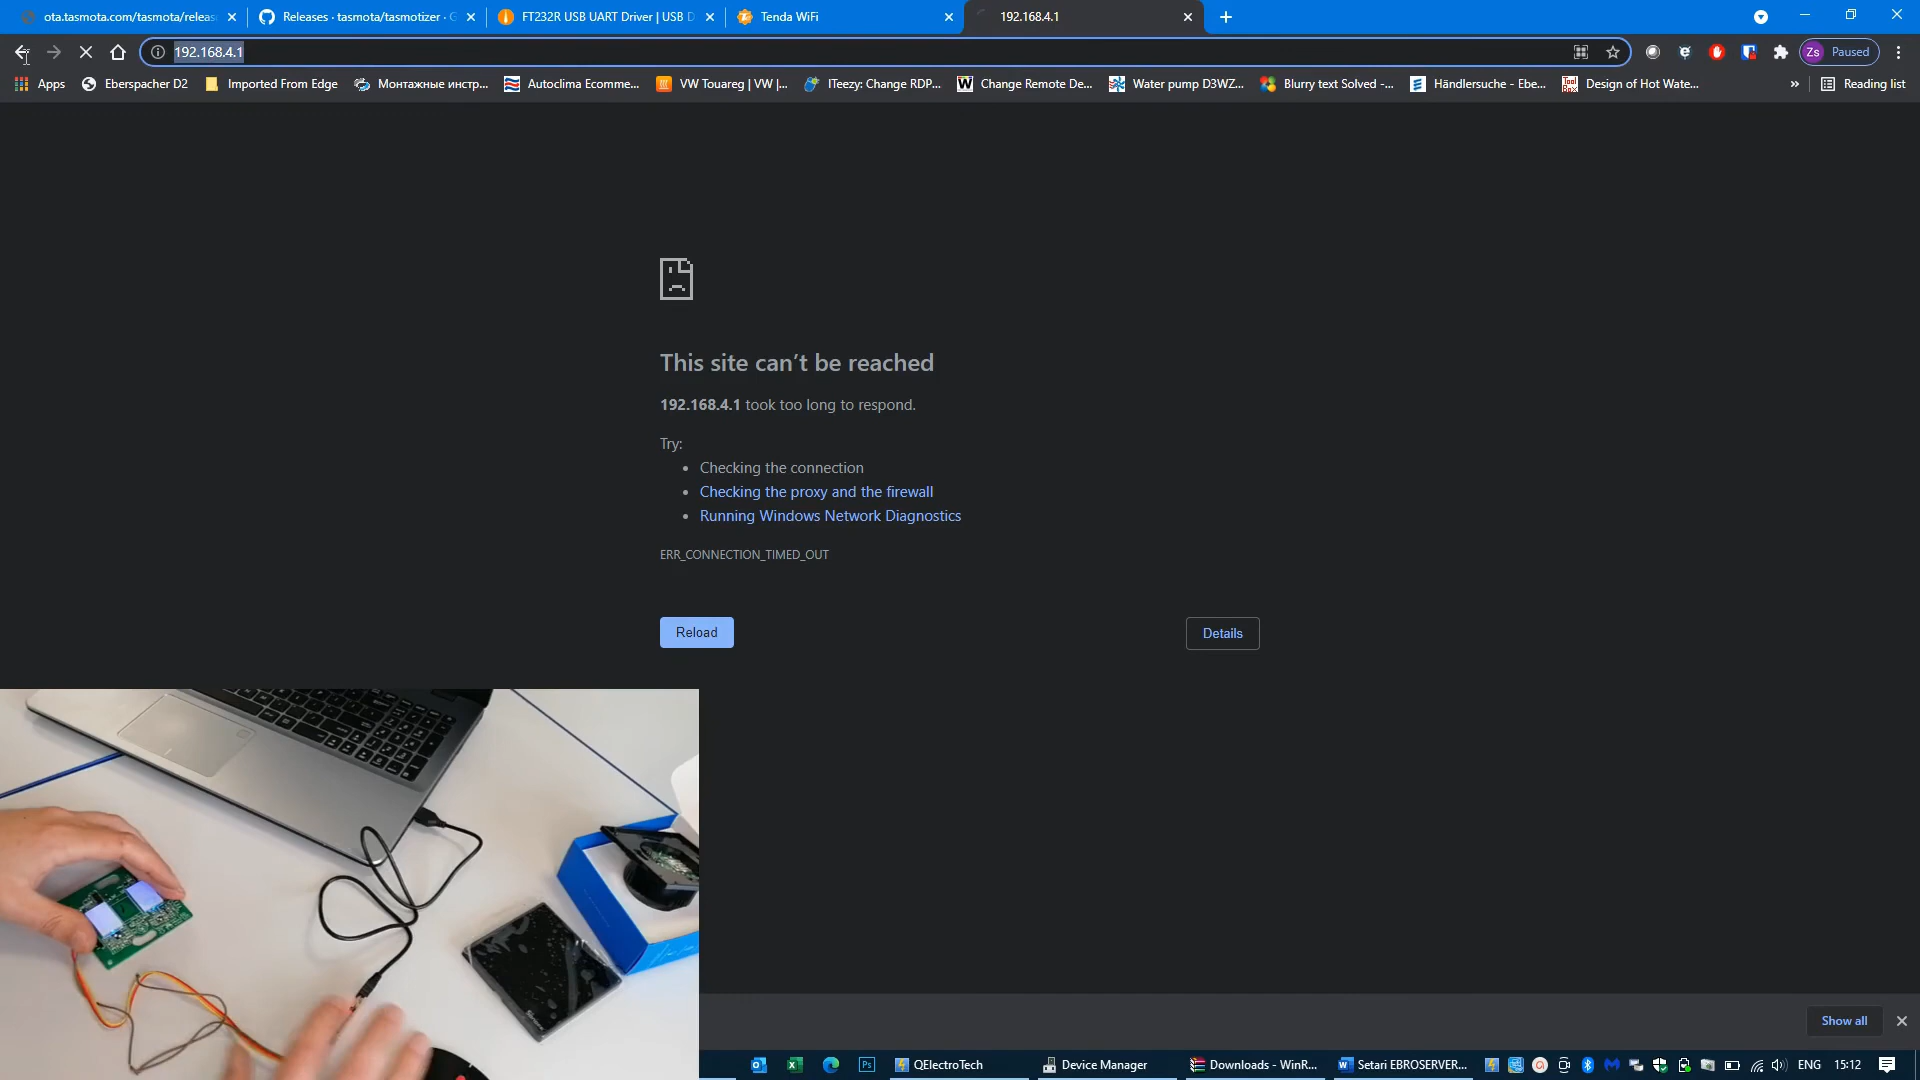 ota.tasmota.com/tasmota/releas
Releases · tasmota/tasmotizer · G
FT232R USB UART Driver | USB D
Tenda WiFi
192.168.4.1
192.168.4.1
Zs Paused
Apps
Eberspacher D2
Imported From Edge
Монтажные инстр...
Autoclima Ecomme...
VW Touareg | VW |...
ITeezy: Change RDP...
Change Remote De...
Water pump D3WZ...
Blurry text Solved -...
Händlersuche - Ebe...
Design of Hot Wate...
»
Reading list
This site can’t be reached
192.168.4.1 took too long to respond.
Try:
• Checking the connection
• Checking the proxy and the firewall
• Running Windows Network Diagnostics
ERR_CONNECTION_TIMED_OUT
Reload
Details
Show all
QElectroTech
Device Manager
Downloads - WinR...
Setari EBROSERVER...
ENG
15:12